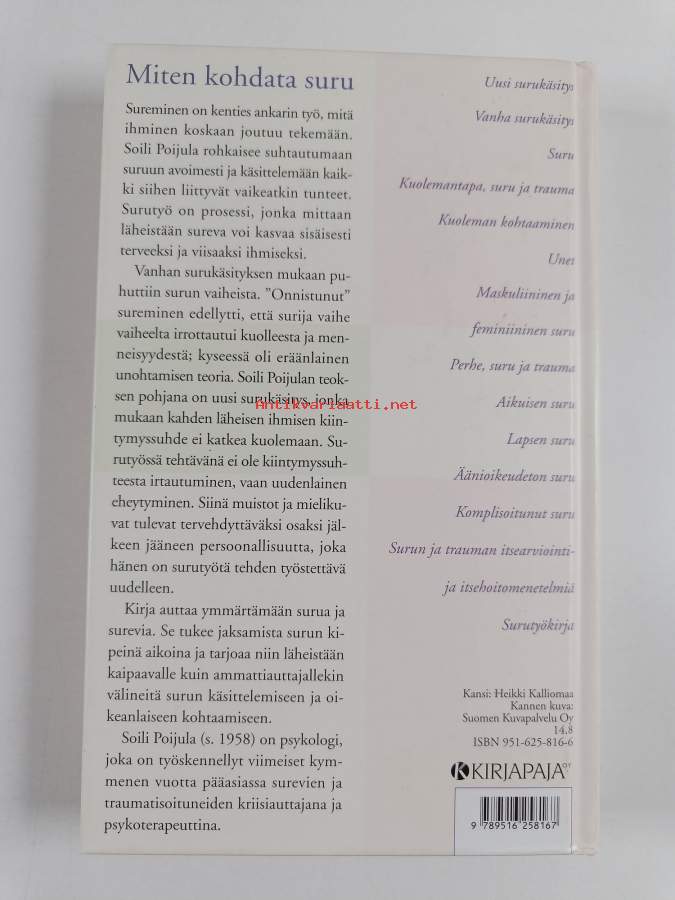 Miten kohdata suru
Sureminen on kenties ankarin työ, mitä
ihminen koskaan joutuu tekemään.
Soili Poijula rohkaisee suhtautumaan
suruun avoimesti ja käsittelemään kaik-
ki siihen liittyvät vaikeatkin tunteet.
Surutyö on prosessi, jonka mittaan
läheistään sureva voi kasvaa sisäisesti
terveeksi ja viisaaksi ihmiseksi.
Vanhan surukäsityksen mukaan pu-
huttiin surun vaiheista. ”Onnistunut”
sureminen edellytti, että surija vaihe
vaiheelta irrottautui kuolleesta ja men-
neisyydestä; kyseessä oli eräänlainen
unohtamisen teoria. Soili Poijulan teok-
sen pohjana on uusi surukäsitys, jonka
mukaan kahden läheisen ihmisen kiin-
tymyssuhde ei katkea kuolemaan. Su-
rutyössä tehtävänä ei ole kiintymyssuh-
teesta irtautuminen, vaan uudenlainen
eheytyminen. Siinä muistot ja mieliku-
vat tulevat tervehdyttäväksi osaksi jäl-
keen jääneen persoonallisuutta, joka
hänen on surutyötä tehden työstettävä
uudelleen.
Kirja auttaa ymmärtämään surua ja
surevia. Se tukee jaksamista surun ki-
peinä aikoina ja tarjoaa niin läheistään
kaipaavalle kuin ammattiauttajallekin
välineitä surun käsittelemiseen ja oi-
keanlaiseen kohtaamiseen.
Soili Poijula (s. 1958) on psykologi,
joka on työskennellyt viimeiset kym-
menen vuotta pääasiassa surevien ja
traumatisoituneiden kriisiauttajana ja
psykoterapeuttina.
Uusi surukäsitys
Vanha surukäsitys
Suru
Kuolemantapa, suru ja trauma
Kuoleman kohtaaminen
Unet
Maskuliininen ja
feminiininen suru
Perhe, suru ja trauma
Aikuisen suru
Lapsen suru
Äänioikeudeton suru
Komplisoitunut suru
Surun ja trauman itsearviointi-
ja itsehoitomenetelmiä
Surutyökirja
Kansi: Heikki Kalliomaa
Kannen kuva:
Suomen Kuvapalvelu Oy
14.8
ISBN 951-625-816-6
KIRJAPAJA OY
9 789516 258167
Antikvariaatti.net